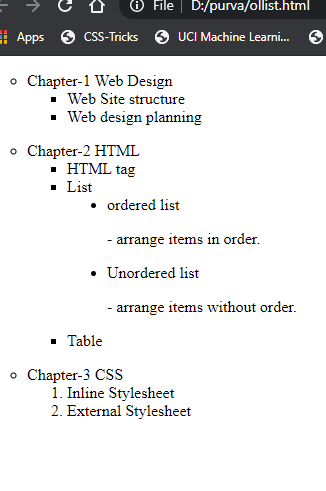 File | D:/purva/ollist.html
Apps CSS-Tricks UCI Machine Learni...
Chapter-1 Web Design
Web Site structure
Web design planning
Chapter-2 HTML
HTML tag
List
ordered list
- arrange items in order.
Unordered list
- arrange items without order.
Table
Chapter-3 CSS
1. Inline Stylesheet
2. External Stylesheet